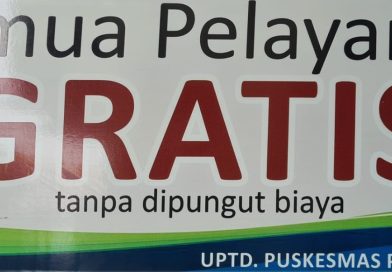 mua Pelayan
GRATIS
tanpa dipungut biaya
UPTD. PUSKESMAS